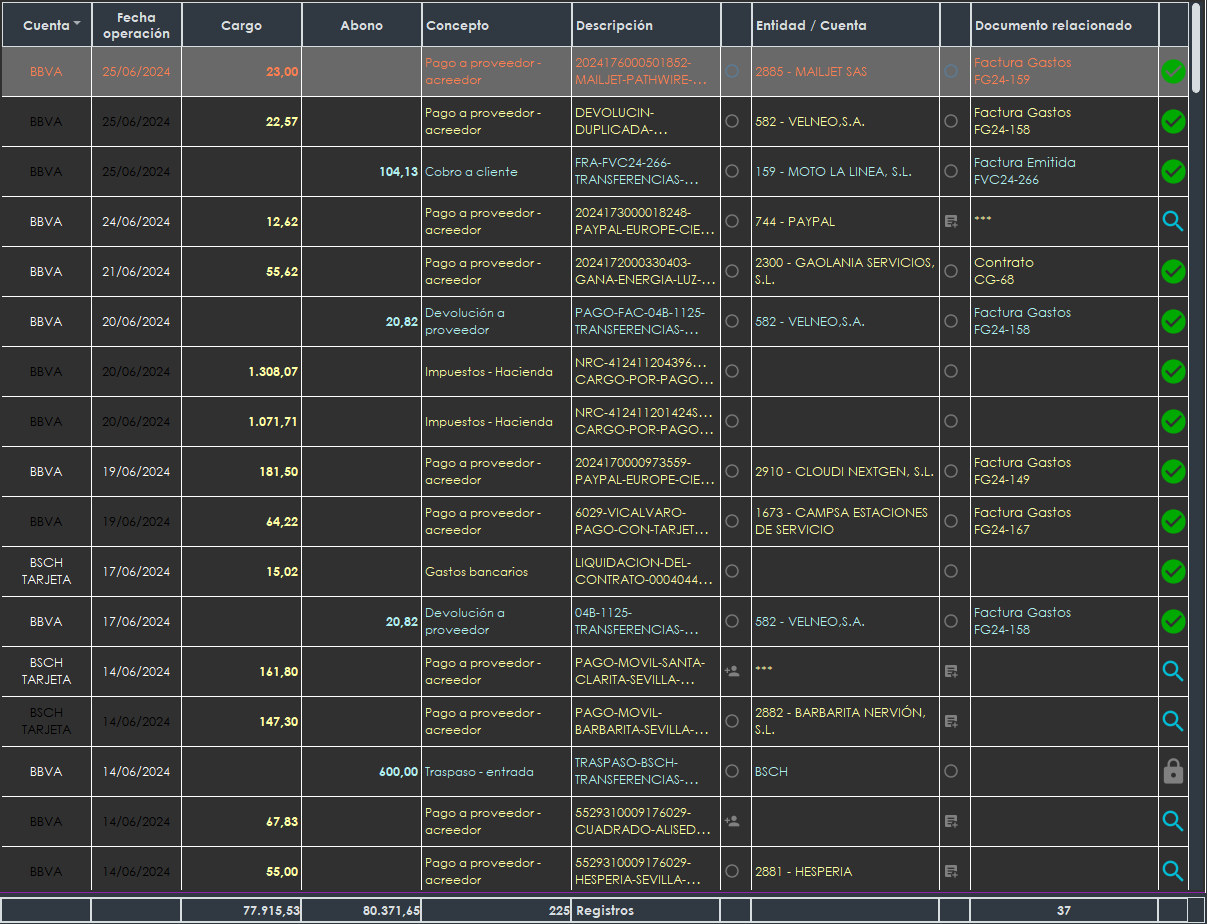 Cuenta Fecha operación Cargo Abono Concepto Descripción Entidad / Cuenta Documento relacionado
BBVA 25/06/2024 23,00 Pago a proveedor - acreedor 2024176000501852-MAILJET-PATHWIRE-... 2885 - MAILJET SAS Factura Gastos FG24-159
BBVA 25/06/2024 22,57 Pago a proveedor - acreedor DEVOLUCIN-DUPLICADA-... 582 - VELNEO,S.A. Factura Gastos FG24-158
BBVA 25/06/2024 104,13 Cobro a cliente FRA-FVC24-266-TRANSFERENCIAS-... 159 - MOTO LA LINEA, S.L. Factura Emitida FVC24-266
BBVA 24/06/2024 12,62 Pago a proveedor - acreedor 2024173000018248-PAYPAL-EUROPE-CIE... 744 - PAYPAL ***
BBVA 21/06/2024 55,62 Pago a proveedor - acreedor 2024172000330403-GANA-ENERGIA-LUZ-... 2300 - GAOLANIA SERVICIOS, S.L. Contrato CG-68
BBVA 20/06/2024 20,82 Devolución a proveedor PAGO-FAC-04B-1125-TRANSFERENCIAS-... 582 - VELNEO,S.A. Factura Gastos FG24-158
BBVA 20/06/2024 1.308,07 Impuestos - Hacienda NRC-412411204396... CARGO-POR-PAGO...
BBVA 20/06/2024 1.071,71 Impuestos - Hacienda NRC-412411201424S... CARGO-POR-PAGO...
BBVA 19/06/2024 181,50 Pago a proveedor - acreedor 2024170000973559-PAYPAL-EUROPE-CIE... 2910 - CLOUDI NEXTGEN, S.L. Factura Gastos FG24-149
BBVA 19/06/2024 64,22 Pago a proveedor - acreedor 6029-VICALVARO-PAGO-CON-TARJET... 1673 - CAMPSA ESTACIONES DE SERVICIO Factura Gastos FG24-167
BSCH TARJETA 17/06/2024 15,02 Gastos bancarios LIQUIDACION-DEL-CONTRATO-0004044...
BBVA 17/06/2024 20,82 Devolución a proveedor 04B-1125-TRANSFERENCIAS-... 582 - VELNEO,S.A. Factura Gastos FG24-158
BSCH TARJETA 14/06/2024 161,80 Pago a proveedor - acreedor PAGO-MOVIL-SANTA-CLARITA-SEVILLA-... ***
BSCH TARJETA 14/06/2024 147,30 Pago a proveedor - acreedor PAGO-MOVIL-BARBARITA-SEVILLA-... 2882 - BARBARITA NERVIÓN, S.L.
BBVA 14/06/2024 600,00 Traspaso - entrada TRASPASO-BSCH-TRANSFERENCIAS-... BSCH
BBVA 14/06/2024 67,83 Pago a proveedor - acreedor 5529310009176029-CUADRADO-ALISED...
BBVA 14/06/2024 55,00 Pago a proveedor - acreedor 5529310009176029-HESPERIA-SEVILLA-... 2881 - HESPERIA
77.915,53 80.371,65 225 Registros 37